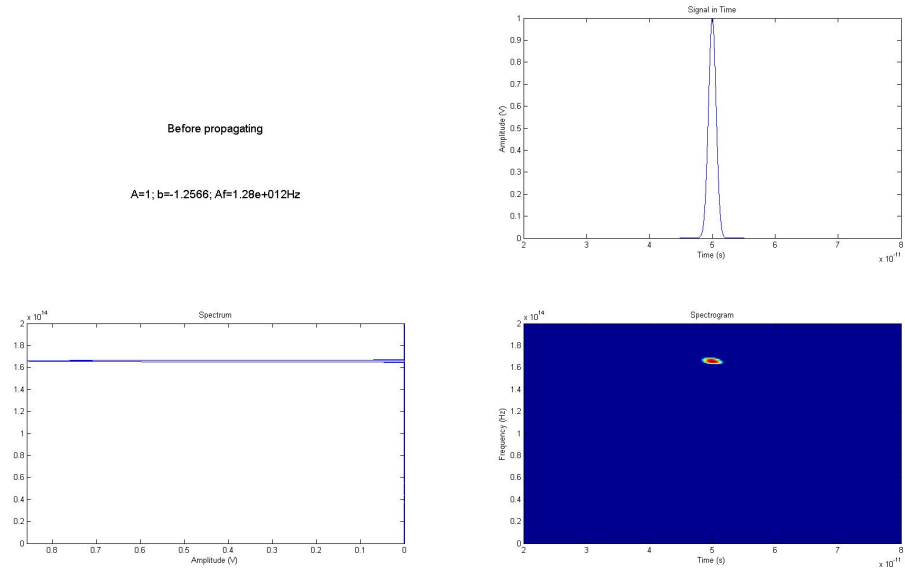 Before propagating
A=1; b=-1.2566; Af=1.28e+012Hz
Signal in Time
1
0.9
0.8
0.7
0.6
0.5
0.4
0.3
0.2
0.1
0
Amplitude (V)
2 3 4 5 6 7 8
Time (s)
x 10^-11
Spectrum
x 10^14
2
1.8
1.6
1.4
1.2
1
0.8
0.6
0.4
0.2
0
0.8 0.7 0.6 0.5 0.4 0.3 0.2 0.1 0
Amplitude (V)
Spectrogram
x 10^14
2
1.8
1.6
1.4
1.2
1
0.8
0.6
0.4
0.2
0
Frequency (Hz)
2 3 4 5 6 7 8
Time (s)
x 10^-11